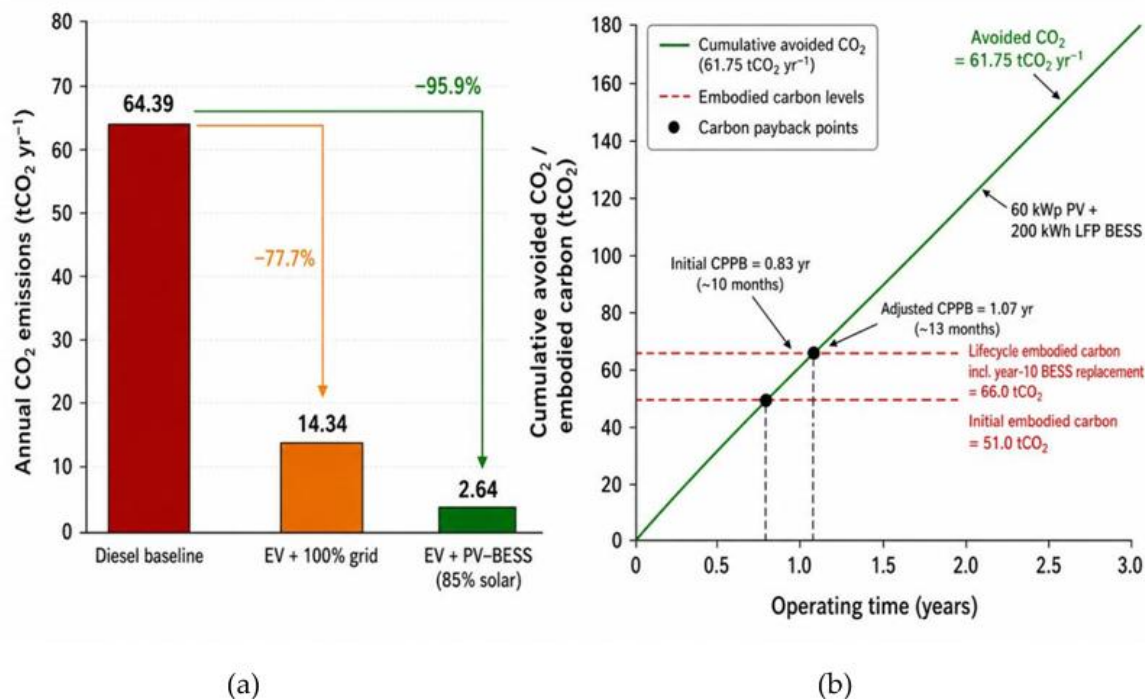 Annual CO₂ emissions (tCO₂ yr⁻¹)
80
70
60
50
40
30
20
10
0
64.39
−95.9%
−77.7%
14.34
2.64
Diesel baseline
EV + 100% grid
EV + PV–BESS
(85% solar)
(a)
Cumulative avoided CO₂ /
embodied carbon (tCO₂)
180
160
140
120
100
80
60
40
20
0
Cumulative avoided CO₂
(61.75 tCO₂ yr⁻¹)
Embodied carbon levels
Carbon payback points
Avoided CO₂
= 61.75 tCO₂ yr⁻¹
60 kWp PV +
200 kWh LFP BESS
Initial CPPB = 0.83 yr
(~10 months)
Adjusted CPPB = 1.07 yr
(~13 months)
Lifecycle embodied carbon
incl. year-10 BESS replacement
= 66.0 tCO₂
Initial embodied carbon
= 51.0 tCO₂
0 0.5 1.0 1.5 2.0 2.5 3.0
Operating time (years)
(b)